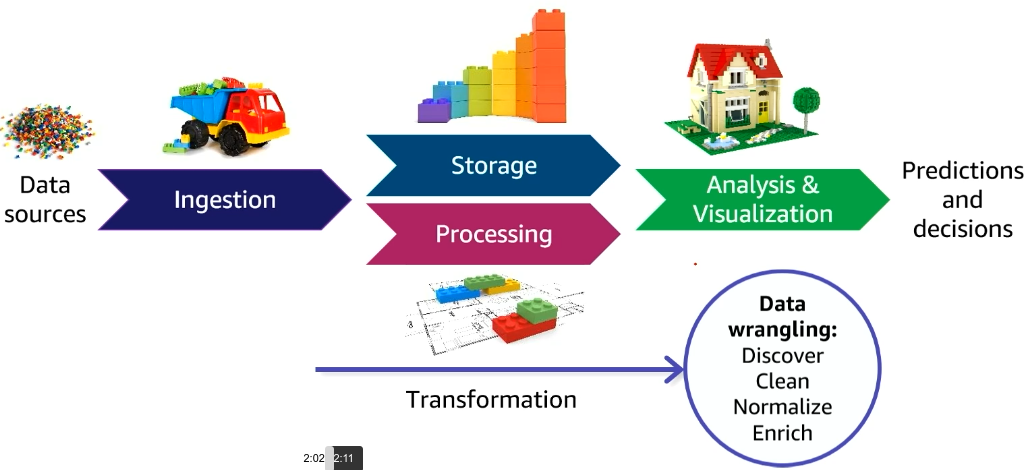 Data
sources
Ingestion
Storage
Processing
Analysis &
Visualization
Predictions
and
decisions
Transformation
Data
wrangling:
Discover
Clean
Normalize
Enrich
2:02
2:11